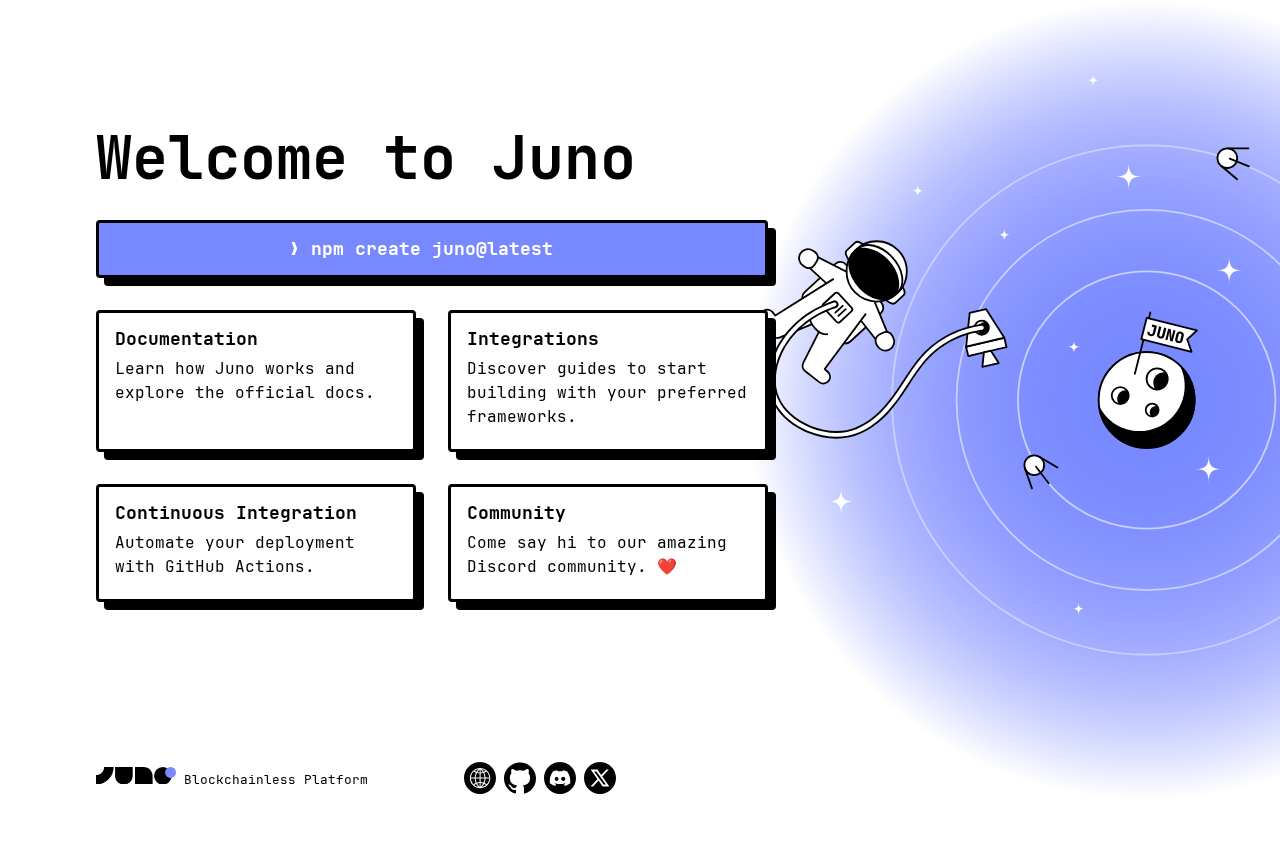 Welcome to Juno
❯ npm create juno@latest
Documentation
Learn how Juno works and
explore the official docs.
Integrations
Discover guides to start
building with your preferred
frameworks.
Continuous Integration
Automate your deployment
with GitHub Actions.
Community
Come say hi to our amazing
Discord community. ❤️
JUNO
JUNO Blockchainless Platform